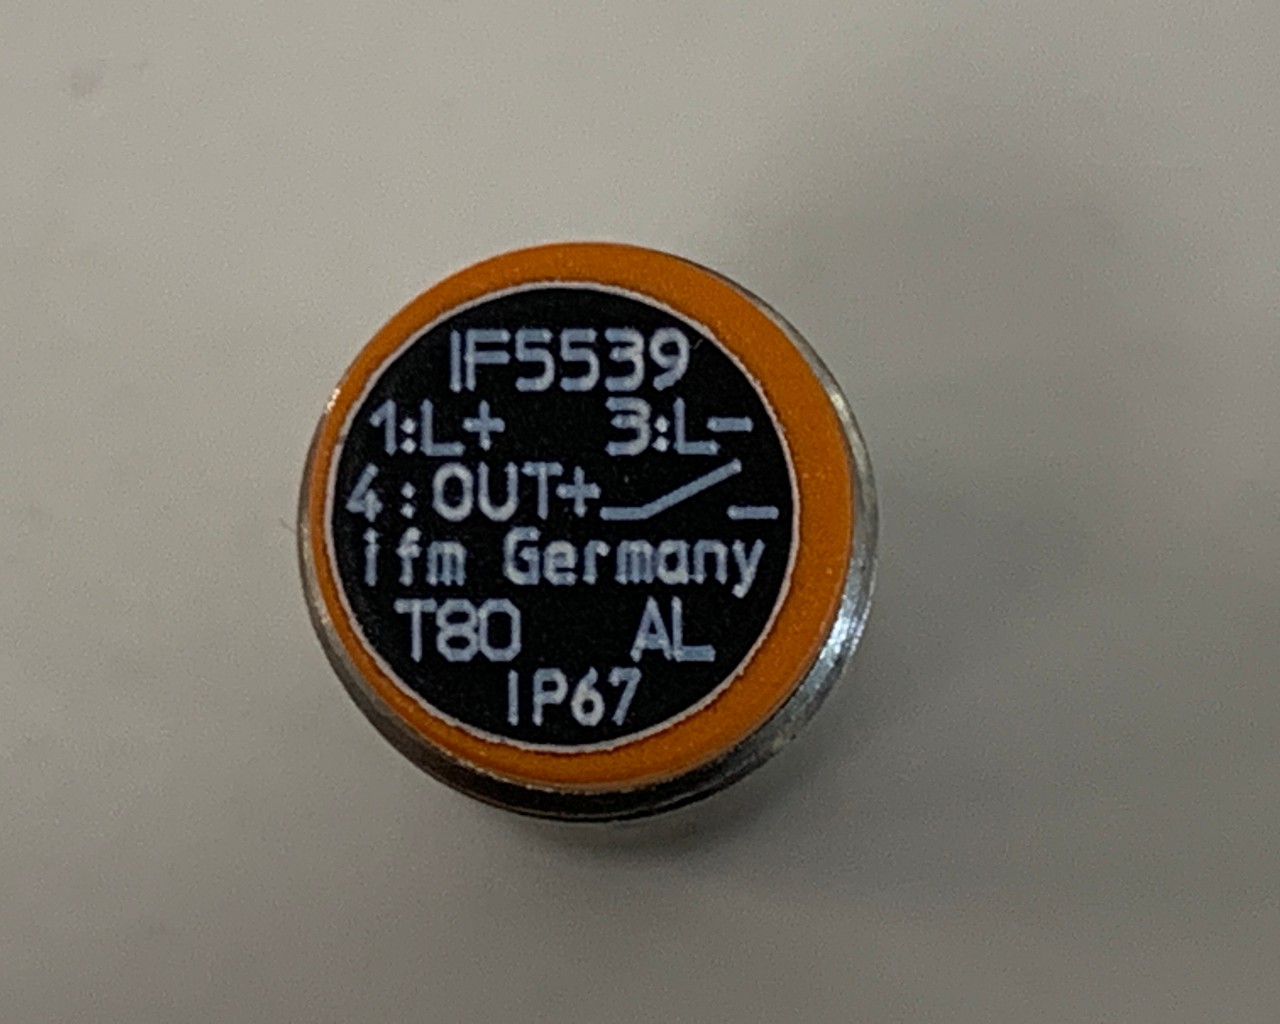 IF5539
1:L+ 3:L-
4:OUT+
ifm Germany
T80 AL
IP67